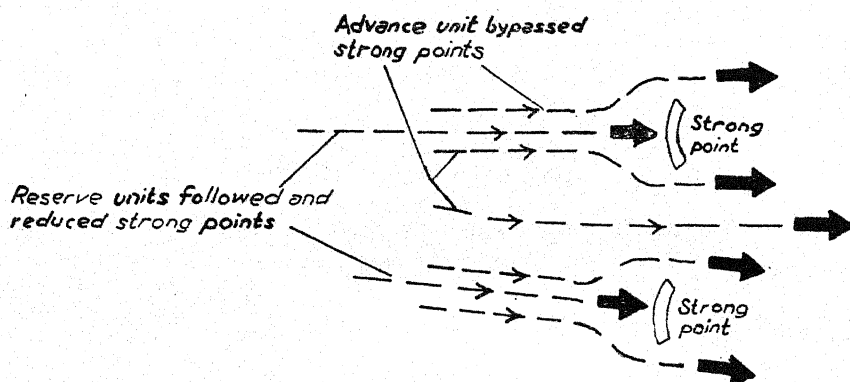 Advance unit bypassed
strong points
Strong
point
Reserve units followed and
reduced strong points
Strong
point